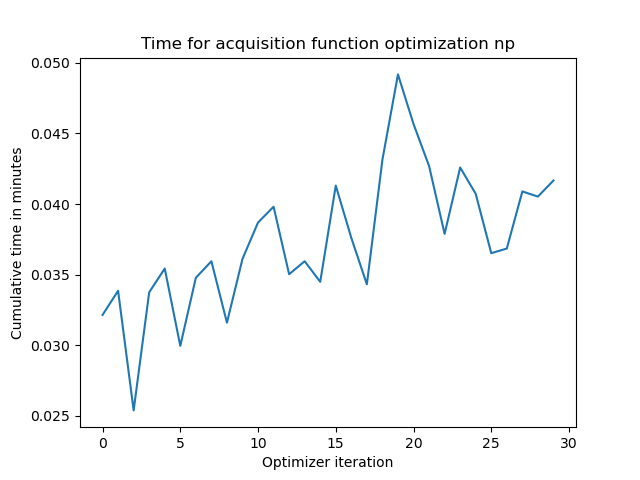 Time for acquisition function optimization np
0.050
0.045
0.040
0.035
0.030
0.025
Cumulative time in minutes
0 5 10 15 20 25 30
Optimizer iteration